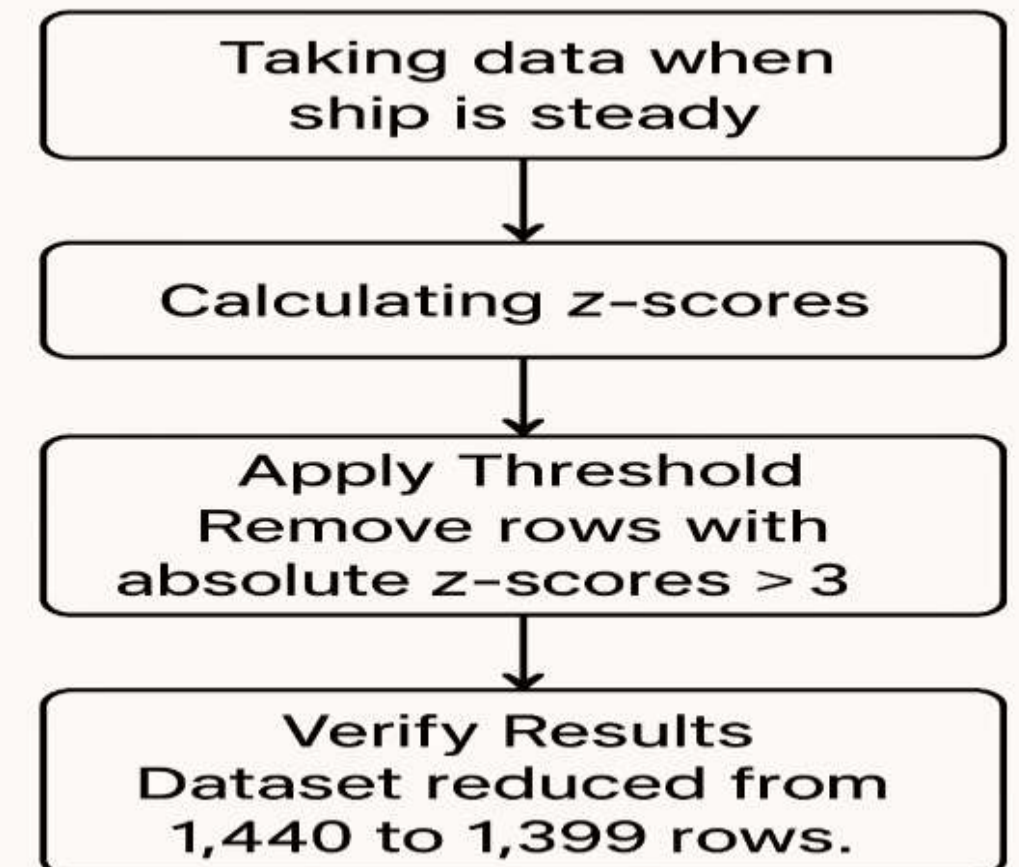 Taking data when
ship is steady
Calculating z-scores
Apply Threshold
Remove rows with
absolute z-scores > 3
Verify Results
Dataset reduced from
1,440 to 1,399 rows.